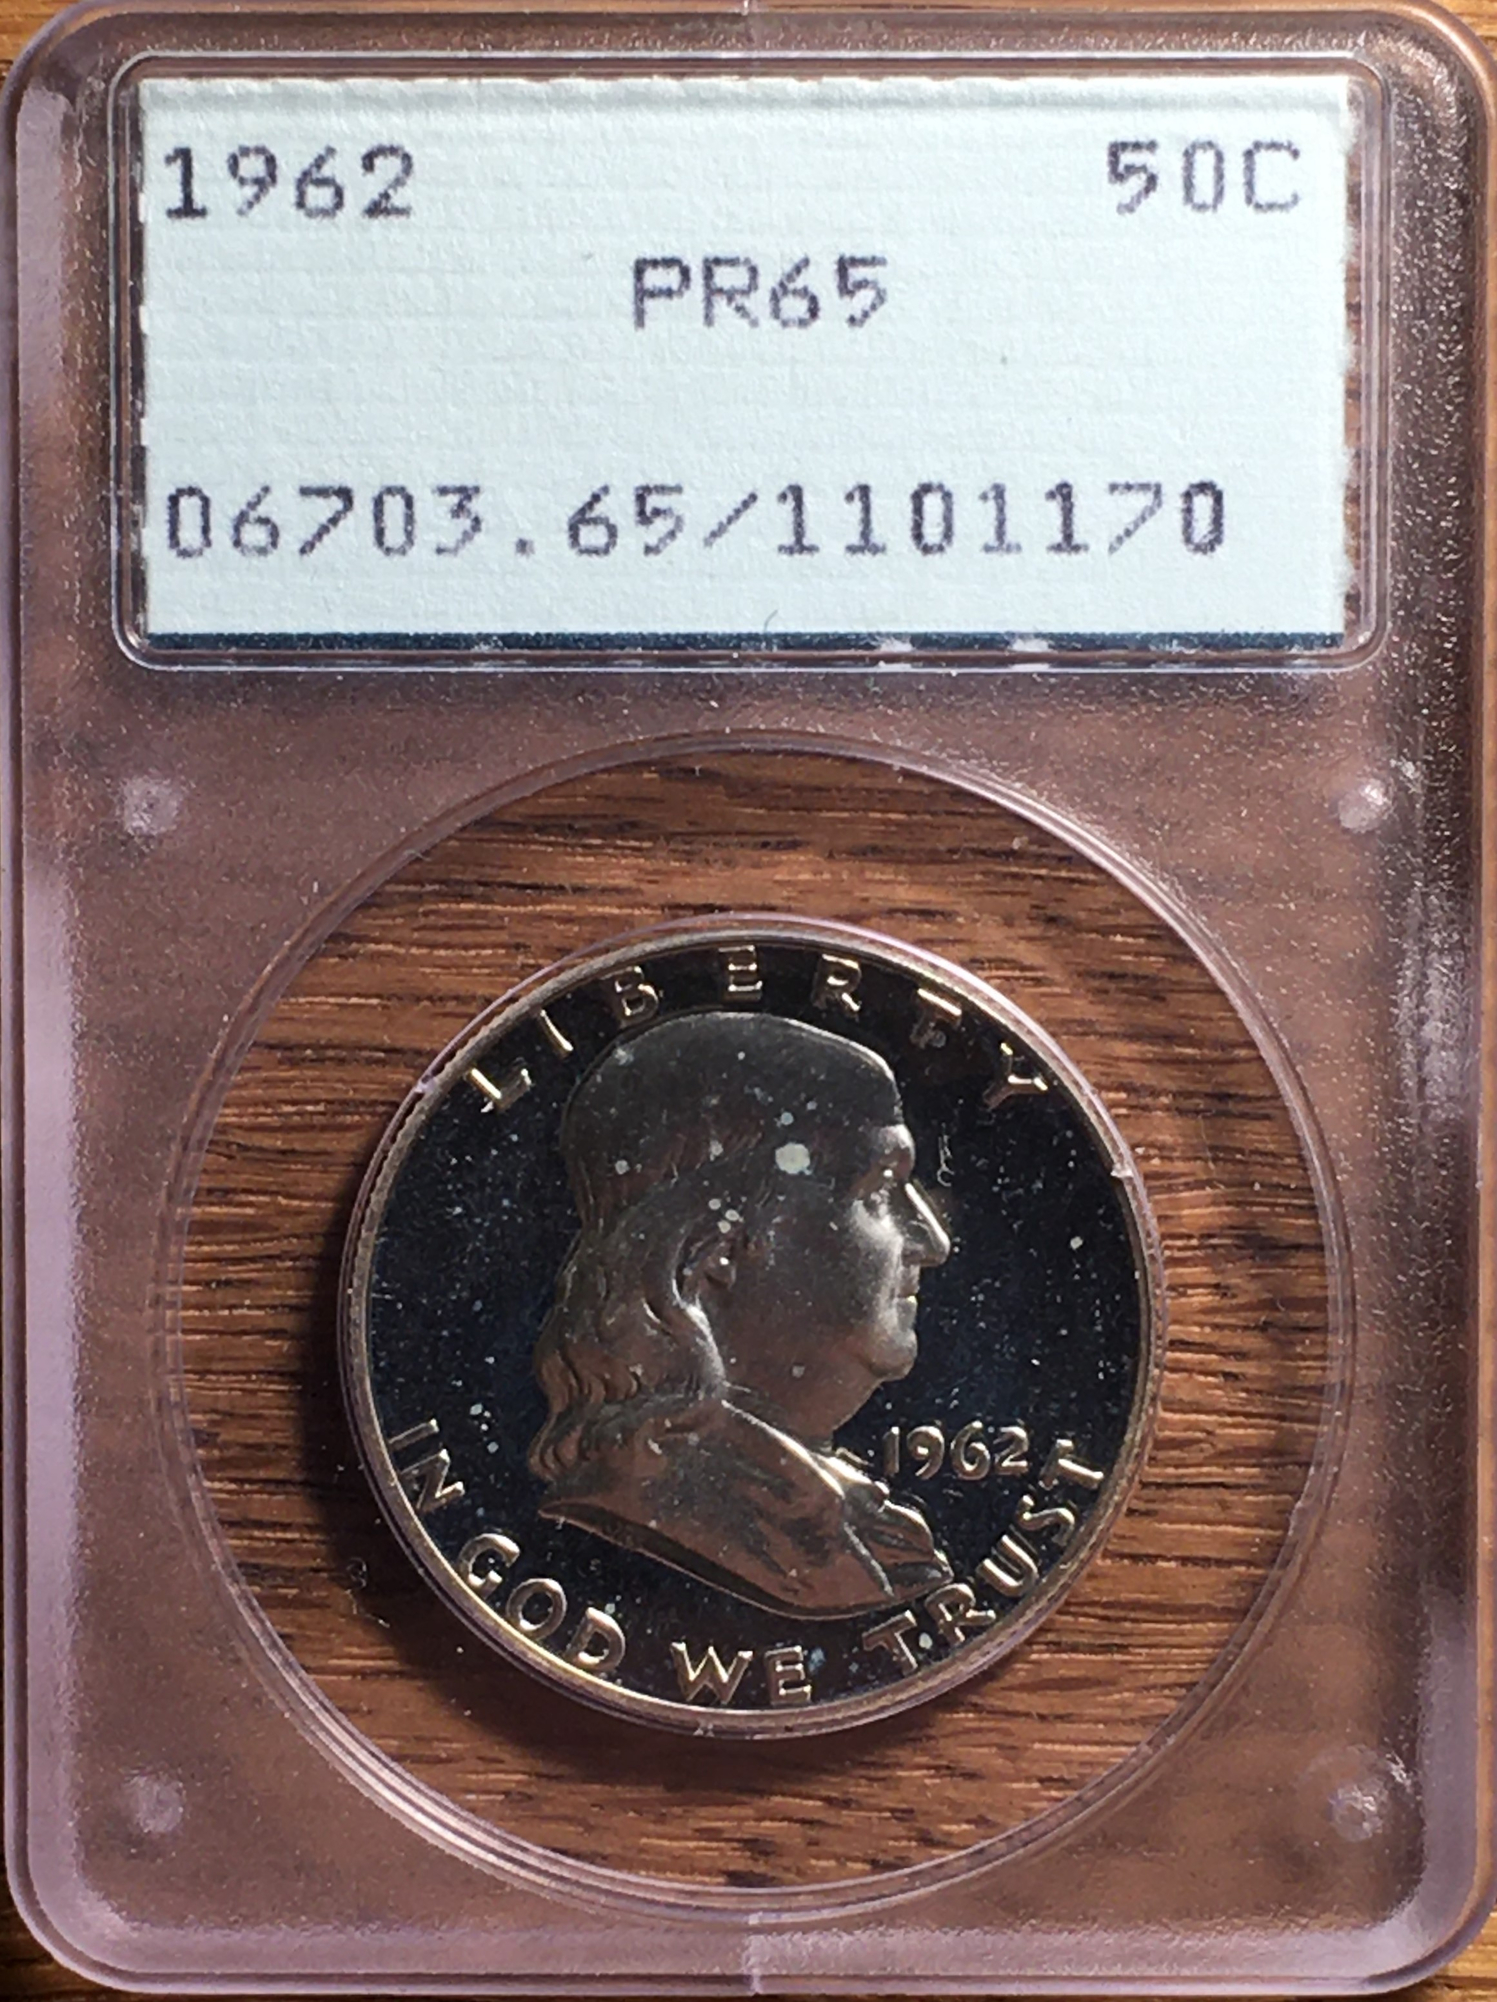 1962 50C
PR65
06703.65/1101170
LIBERTY
1962
IN GOD WE TRUST